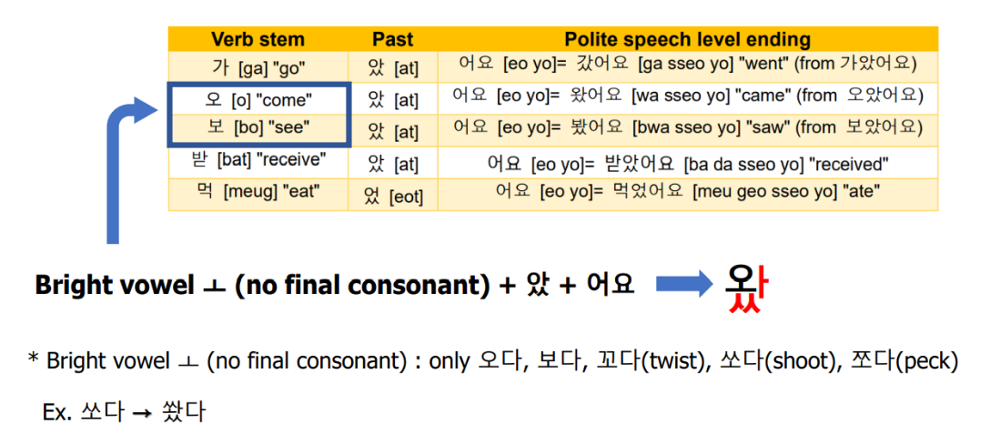 Verb stem Past Polite speech level ending
가 [ga] "go" 았 [at] 어요 [eo yo]= 갔어요 [ga sseo yo] "went" (from 가았어요)
오 [o] "come" 았 [at] 어요 [eo yo]= 왔어요 [wa sseo yo] "came" (from 오았어요)
보 [bo] "see" 았 [at] 어요 [eo yo]= 봤어요 [bwa sseo yo] "saw" (from 보았어요)
받 [bat] "receive" 았 [at] 어요 [eo yo]= 받았어요 [ba da sseo yo] "received"
먹 [meug] "eat" 었 [eot] 어요 [eo yo]= 먹었어요 [meu geo sseo yo] "ate"
Bright vowel ㅗ (no final consonant) + 았 + 어요 왔
* Bright vowel ㅗ (no final consonant) : only 오다, 보다, 꼬다(twist), 쏘다(shoot), 쪼다(peck)
Ex. 쏘다 → 쐈다